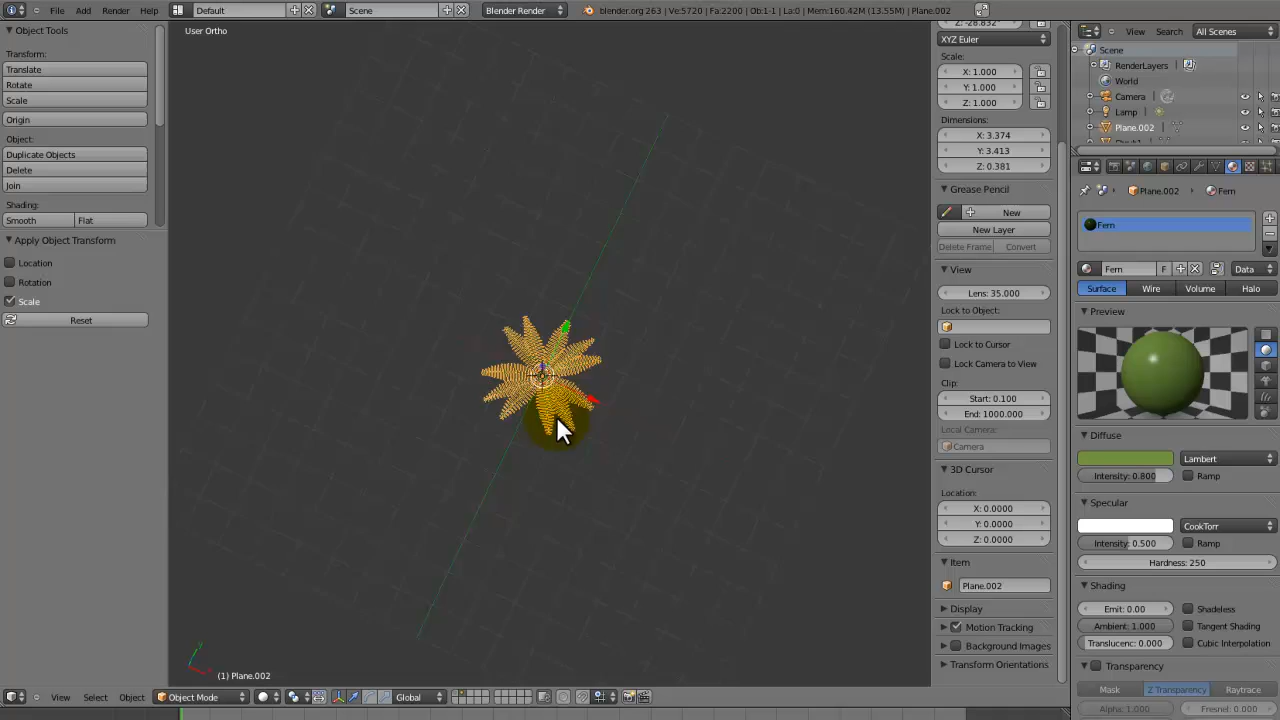 File Add Render Help Default Scene Blender Render blender.org 263 | Ve:5720 | Fa:2200 | Ob:1-1 | La:0 | Mem:160.42M (13.55M) | Plane.002
Object Tools
Transform:
Translate
Rotate
Scale
Origin
Object:
Duplicate Objects
Delete
Join
Shading:
Smooth Flat
Apply Object Transform
Location
Rotation
Scale
Reset
User Ortho
(1) Plane.002
View Select Object Object Mode Global
Z: -28.832°
XYZ Euler
Scale:
X: 1.000
Y: 1.000
Z: 1.000
Dimensions:
X: 3.374
Y: 3.413
Z: 0.381
Grease Pencil
New
New Layer
Delete Frame Convert
View
Lens: 35.000
Lock to Object:
Lock to Cursor
Lock Camera to View
Clip:
Start: 0.100
End: 1000.000
Local Camera:
Camera
3D Cursor
Location:
X: 0.0000
Y: 0.0000
Z: 0.0000
Item
Plane.002
Display
Motion Tracking
Background Images
Transform Orientations
View Search All Scenes
Scene
RenderLayers
World
Camera
Lamp
Plane.002
Plane.002 Fern
Fern
Fern F Data
Surface Wire Volume Halo
Preview
Diffuse
Lambert
Intensity: 0.800 Ramp
Specular
CookTorr
Intensity: 0.500 Ramp
Hardness: 250
Shading
Emit: 0.00 Shadeless
Ambient: 1.000 Tangent Shading
Translucenc: 0.000 Cubic Interpolation
Transparency
Mask Z Transparency Raytrace
Alpha: 1.000 Fresnel: 0.000